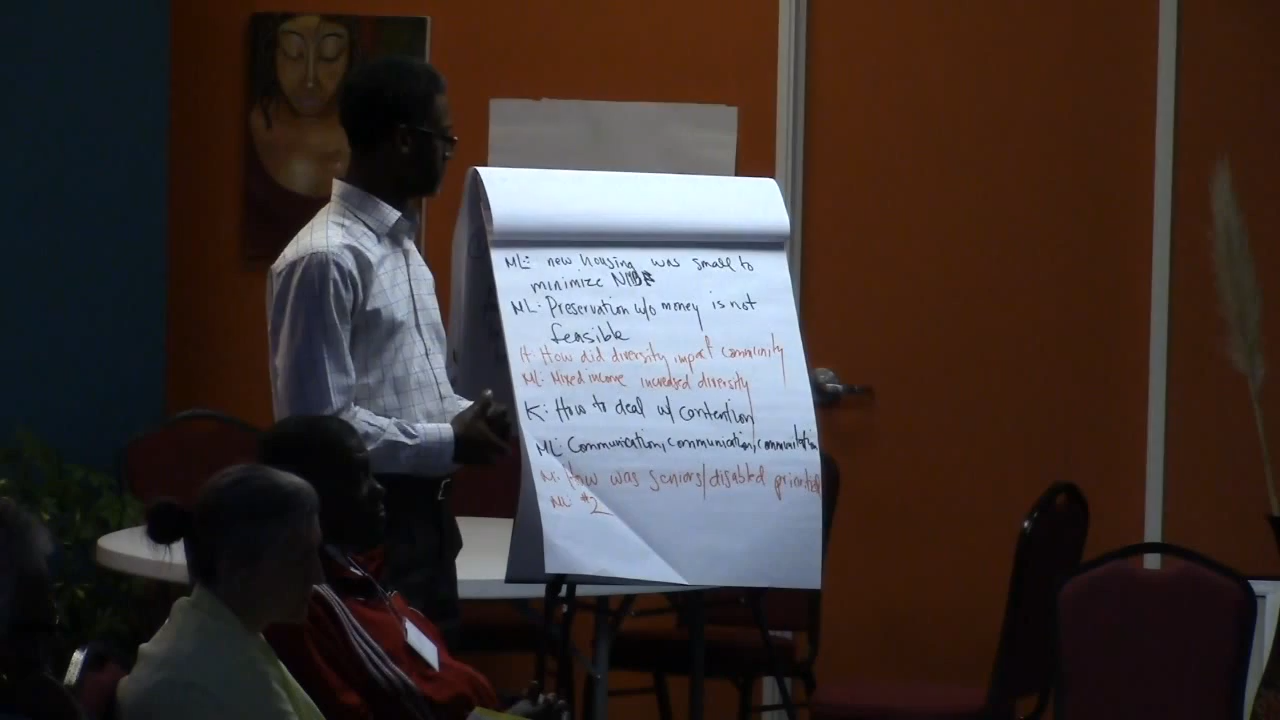 ML: new housing was small to
minimize
ML: Preservation w/o money is not
feasible
H: How did diversity impact community
ML: Mixed income increased diversity
K: How to deal w/ contention
ML: Communication, communication, communication
M: How was seniors/disabled prioritized
ML: #2